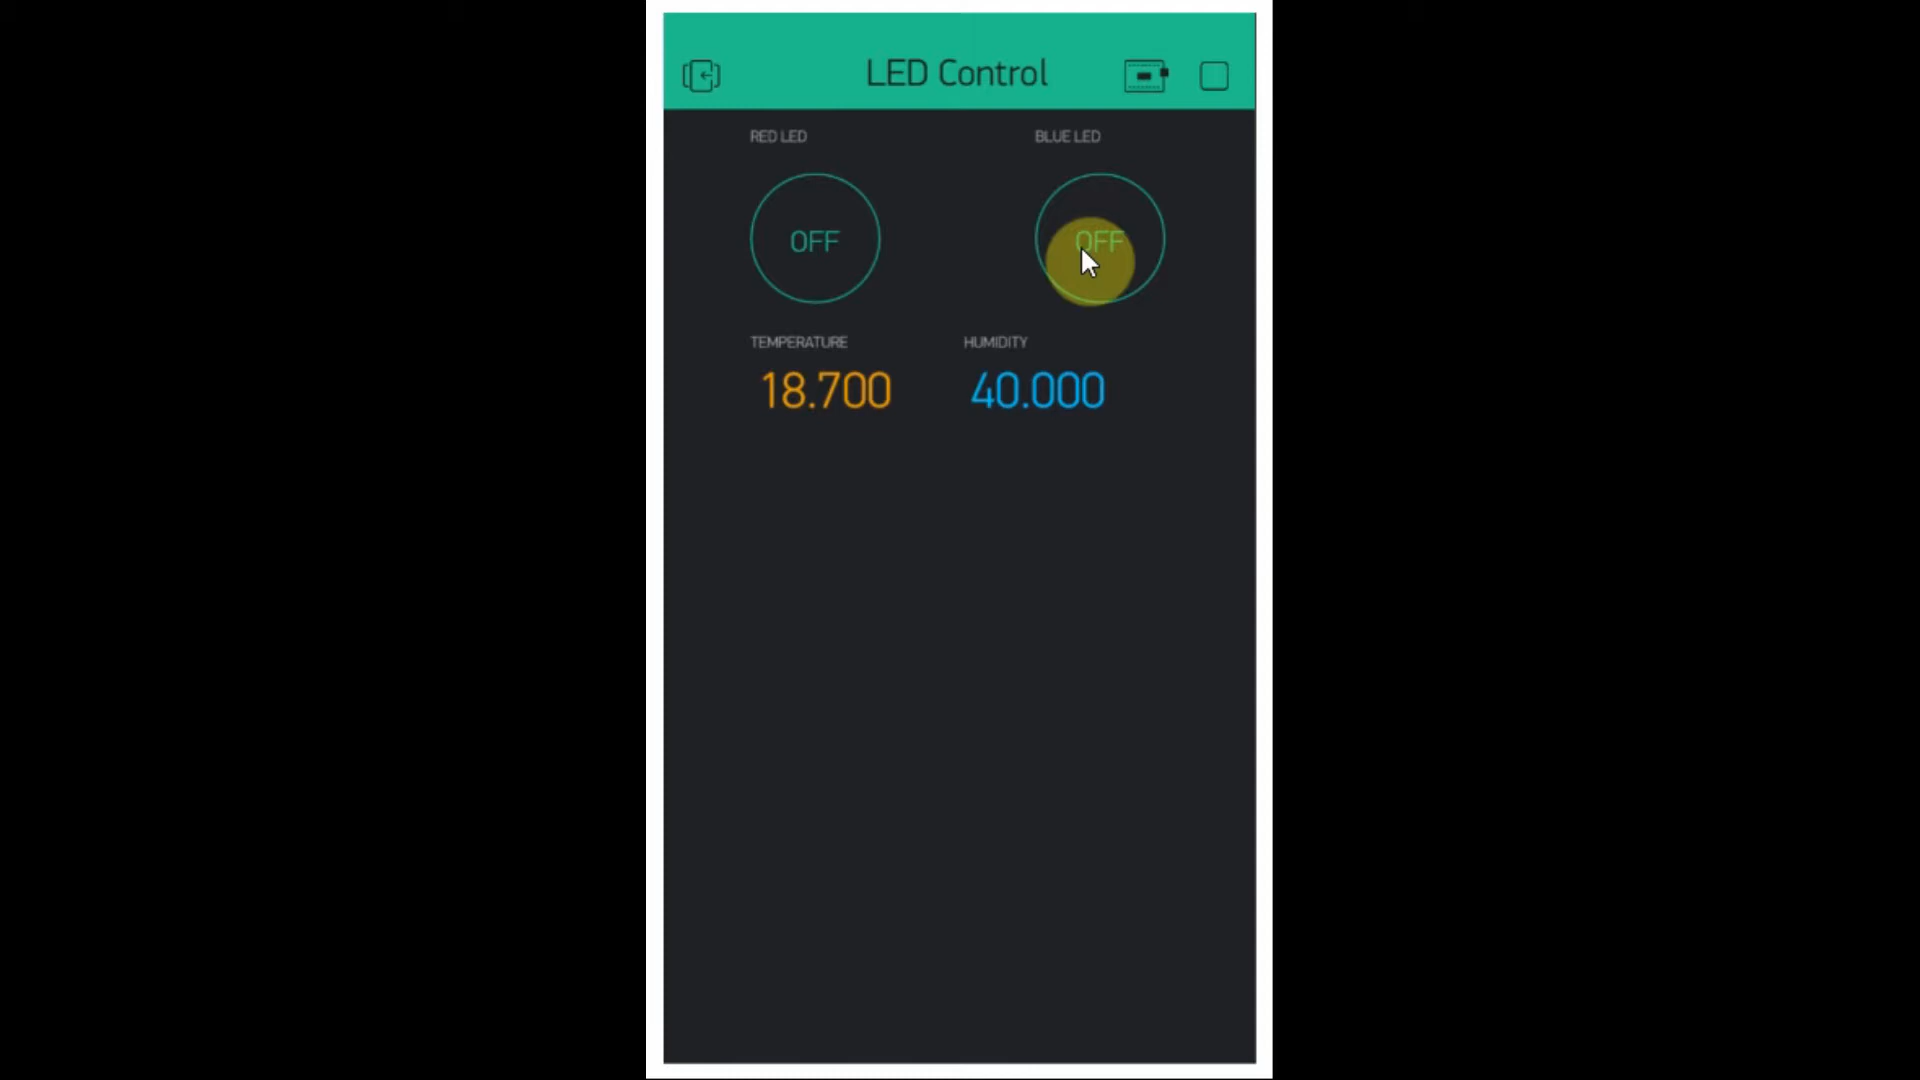 LED Control
RED LED
BLUE LED
OFF
OFF
TEMPERATURE
HUMIDITY
18.700
40.000